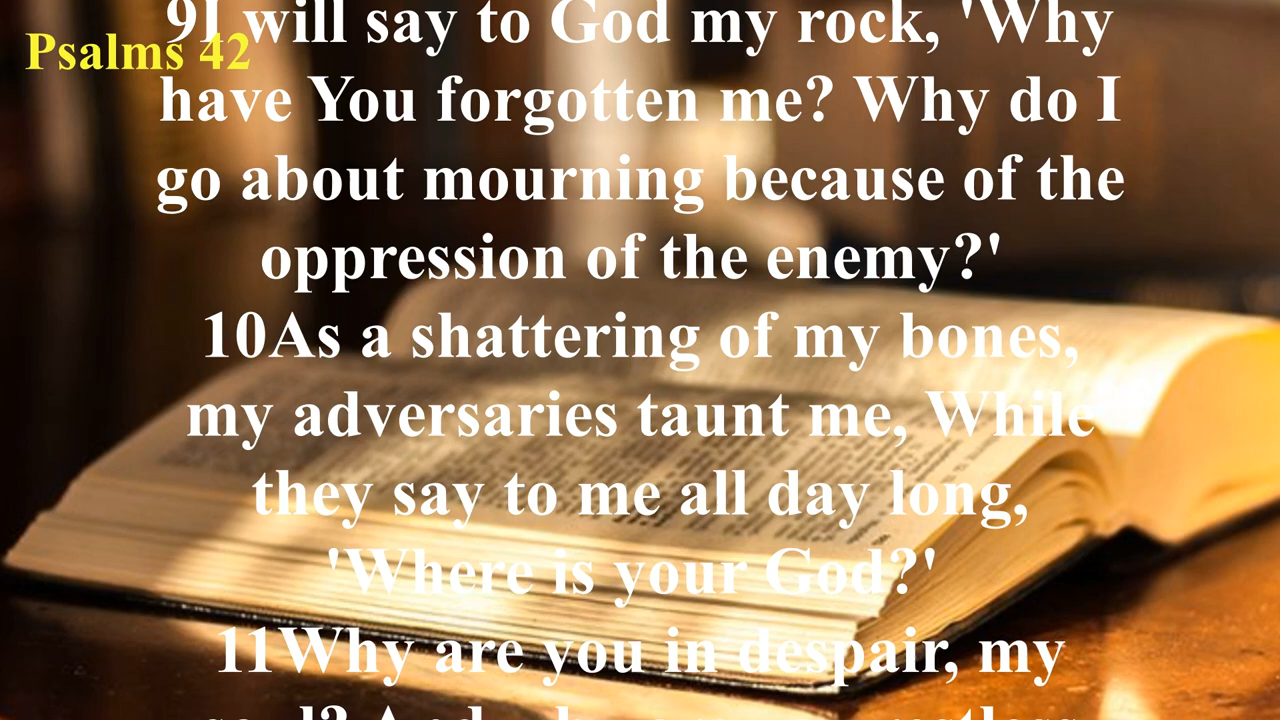 Psalms 42
9I will say to God my rock, 'Why
have You forgotten me? Why do I
go about mourning because of the
oppression of the enemy?'
10As a shattering of my bones,
my adversaries taunt me, While
they say to me all day long,
'Where is your God?'
11Why are you in despair, my